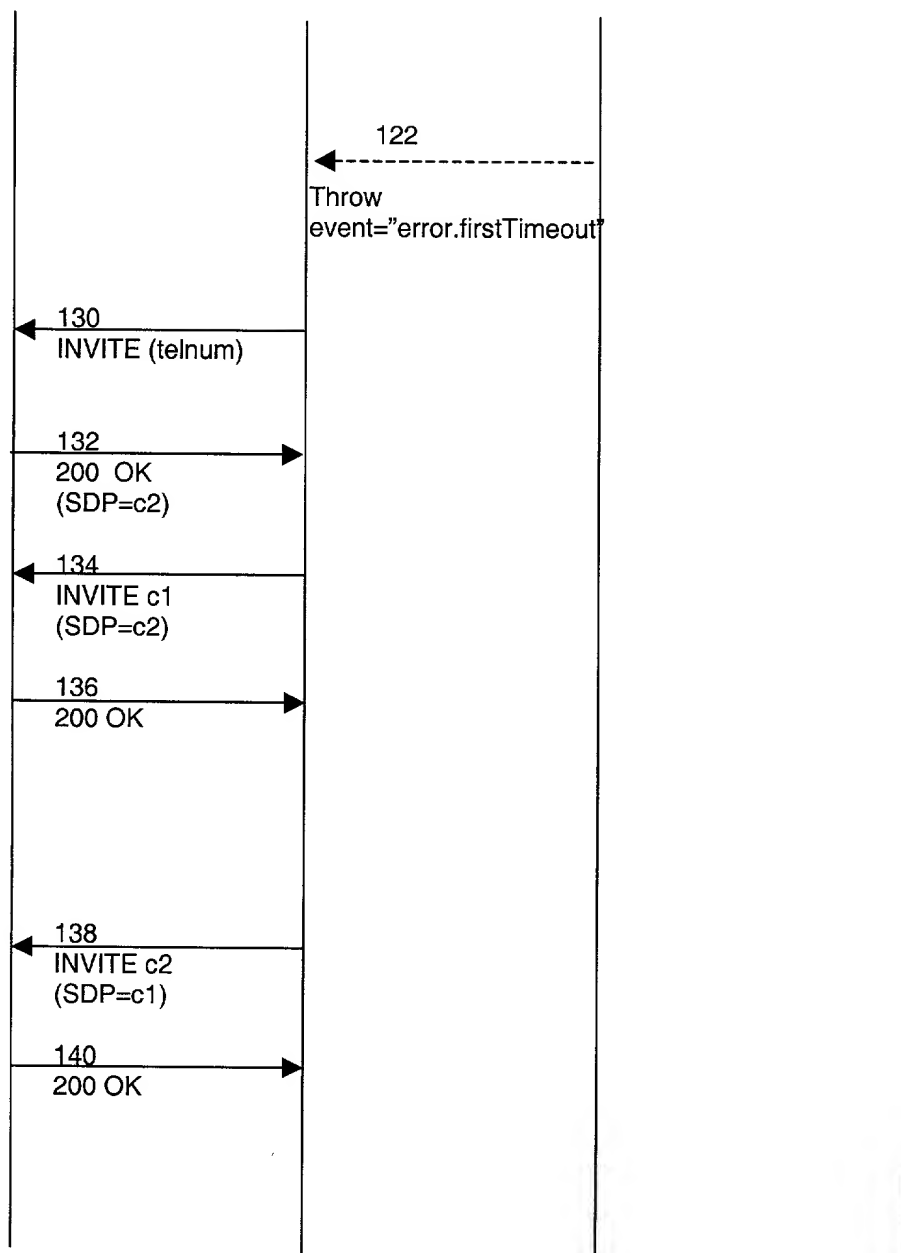 122
Throw
event=”error.firstTimeout”
130
INVITE (telnum)
132
200 OK
(SDP=c2)
134
INVITE c1
(SDP=c2)
136
200 OK
138
INVITE c2
(SDP=c1)
140
200 OK